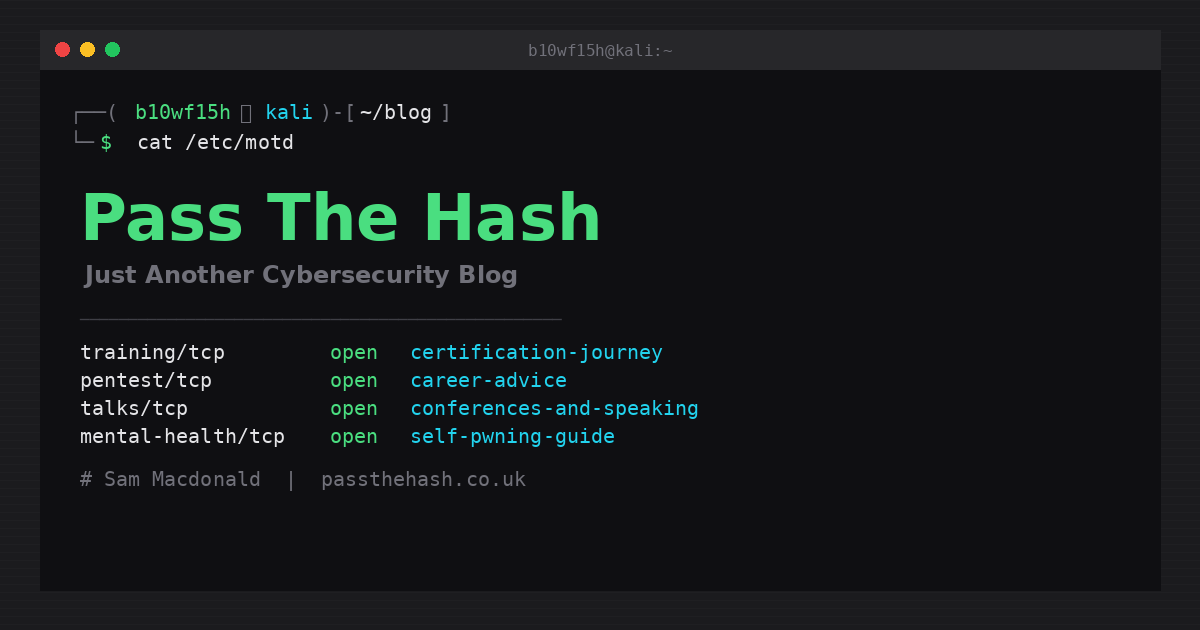 b10wf15h@kali:~
┌──( b10wf15h ▯ kali )-[ ~/blog ]
└─ $ cat /etc/motd
Pass The Hash
Just Another Cybersecurity Blog
training/tcp open certification-journey
pentest/tcp open career-advice
talks/tcp open conferences-and-speaking
mental-health/tcp open self-pwning-guide
# Sam Macdonald | passthehash.co.uk